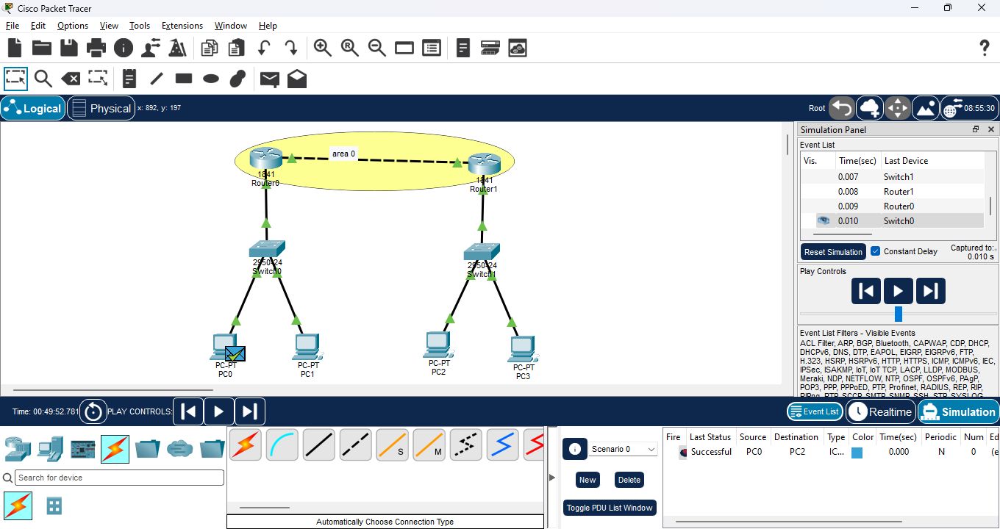 Cisco Packet Tracer
File Edit Options View Tools Extensions Window Help
Logical Physical x: 892, y: 197 Root 08:55:30
area 0
1841
Router0
1841
Router1
2950-24
Switch0
2950-24
Switch1
PC-PT
PC0
PC-PT
PC1
PC-PT
PC2
PC-PT
PC3
Simulation Panel
Event List
Vis. Time(sec) Last Device
0.007 Switch1
0.008 Router1
0.009 Router0
0.010 Switch0
Reset Simulation Constant Delay Captured to:
0.010 s
Play Controls
Event List Filters - Visible Events
ACL Filter, ARP, BGP, Bluetooth, CAPWAP, CDP, DHCP,
DHCPv6, DNS, DTP, EAPOL, EIGRP, EIGRPv6, FTP,
H.323, HSRP, HSRPv6, HTTP, HTTPS, ICMP, ICMPv6, IEC,
IPSec, ISAKMP, IoT, IoT TCP, LACP, LLDP, MODBUS,
Meraki, NDP, NETFLOW, NTP, OSPF, OSPFv6, PAgP,
POP3, PPP, PPPoED, PTP, Profinet, RADIUS, REP, RIP,
RIPng, RTP, SCCP, SMTP, SNMP, SSH, STP, SYSLOG,
Time: 00:49:52.781 PLAY CONTROLS: Event List Realtime Simulation
S
M
Search for device
Automatically Choose Connection Type
Scenario 0
New Delete
Toggle PDU List Window
Fire Last Status Source Destination Type Color Time(sec) Periodic Num Ed
Successful PC0 PC2 IC... 0.000 N 0 (e